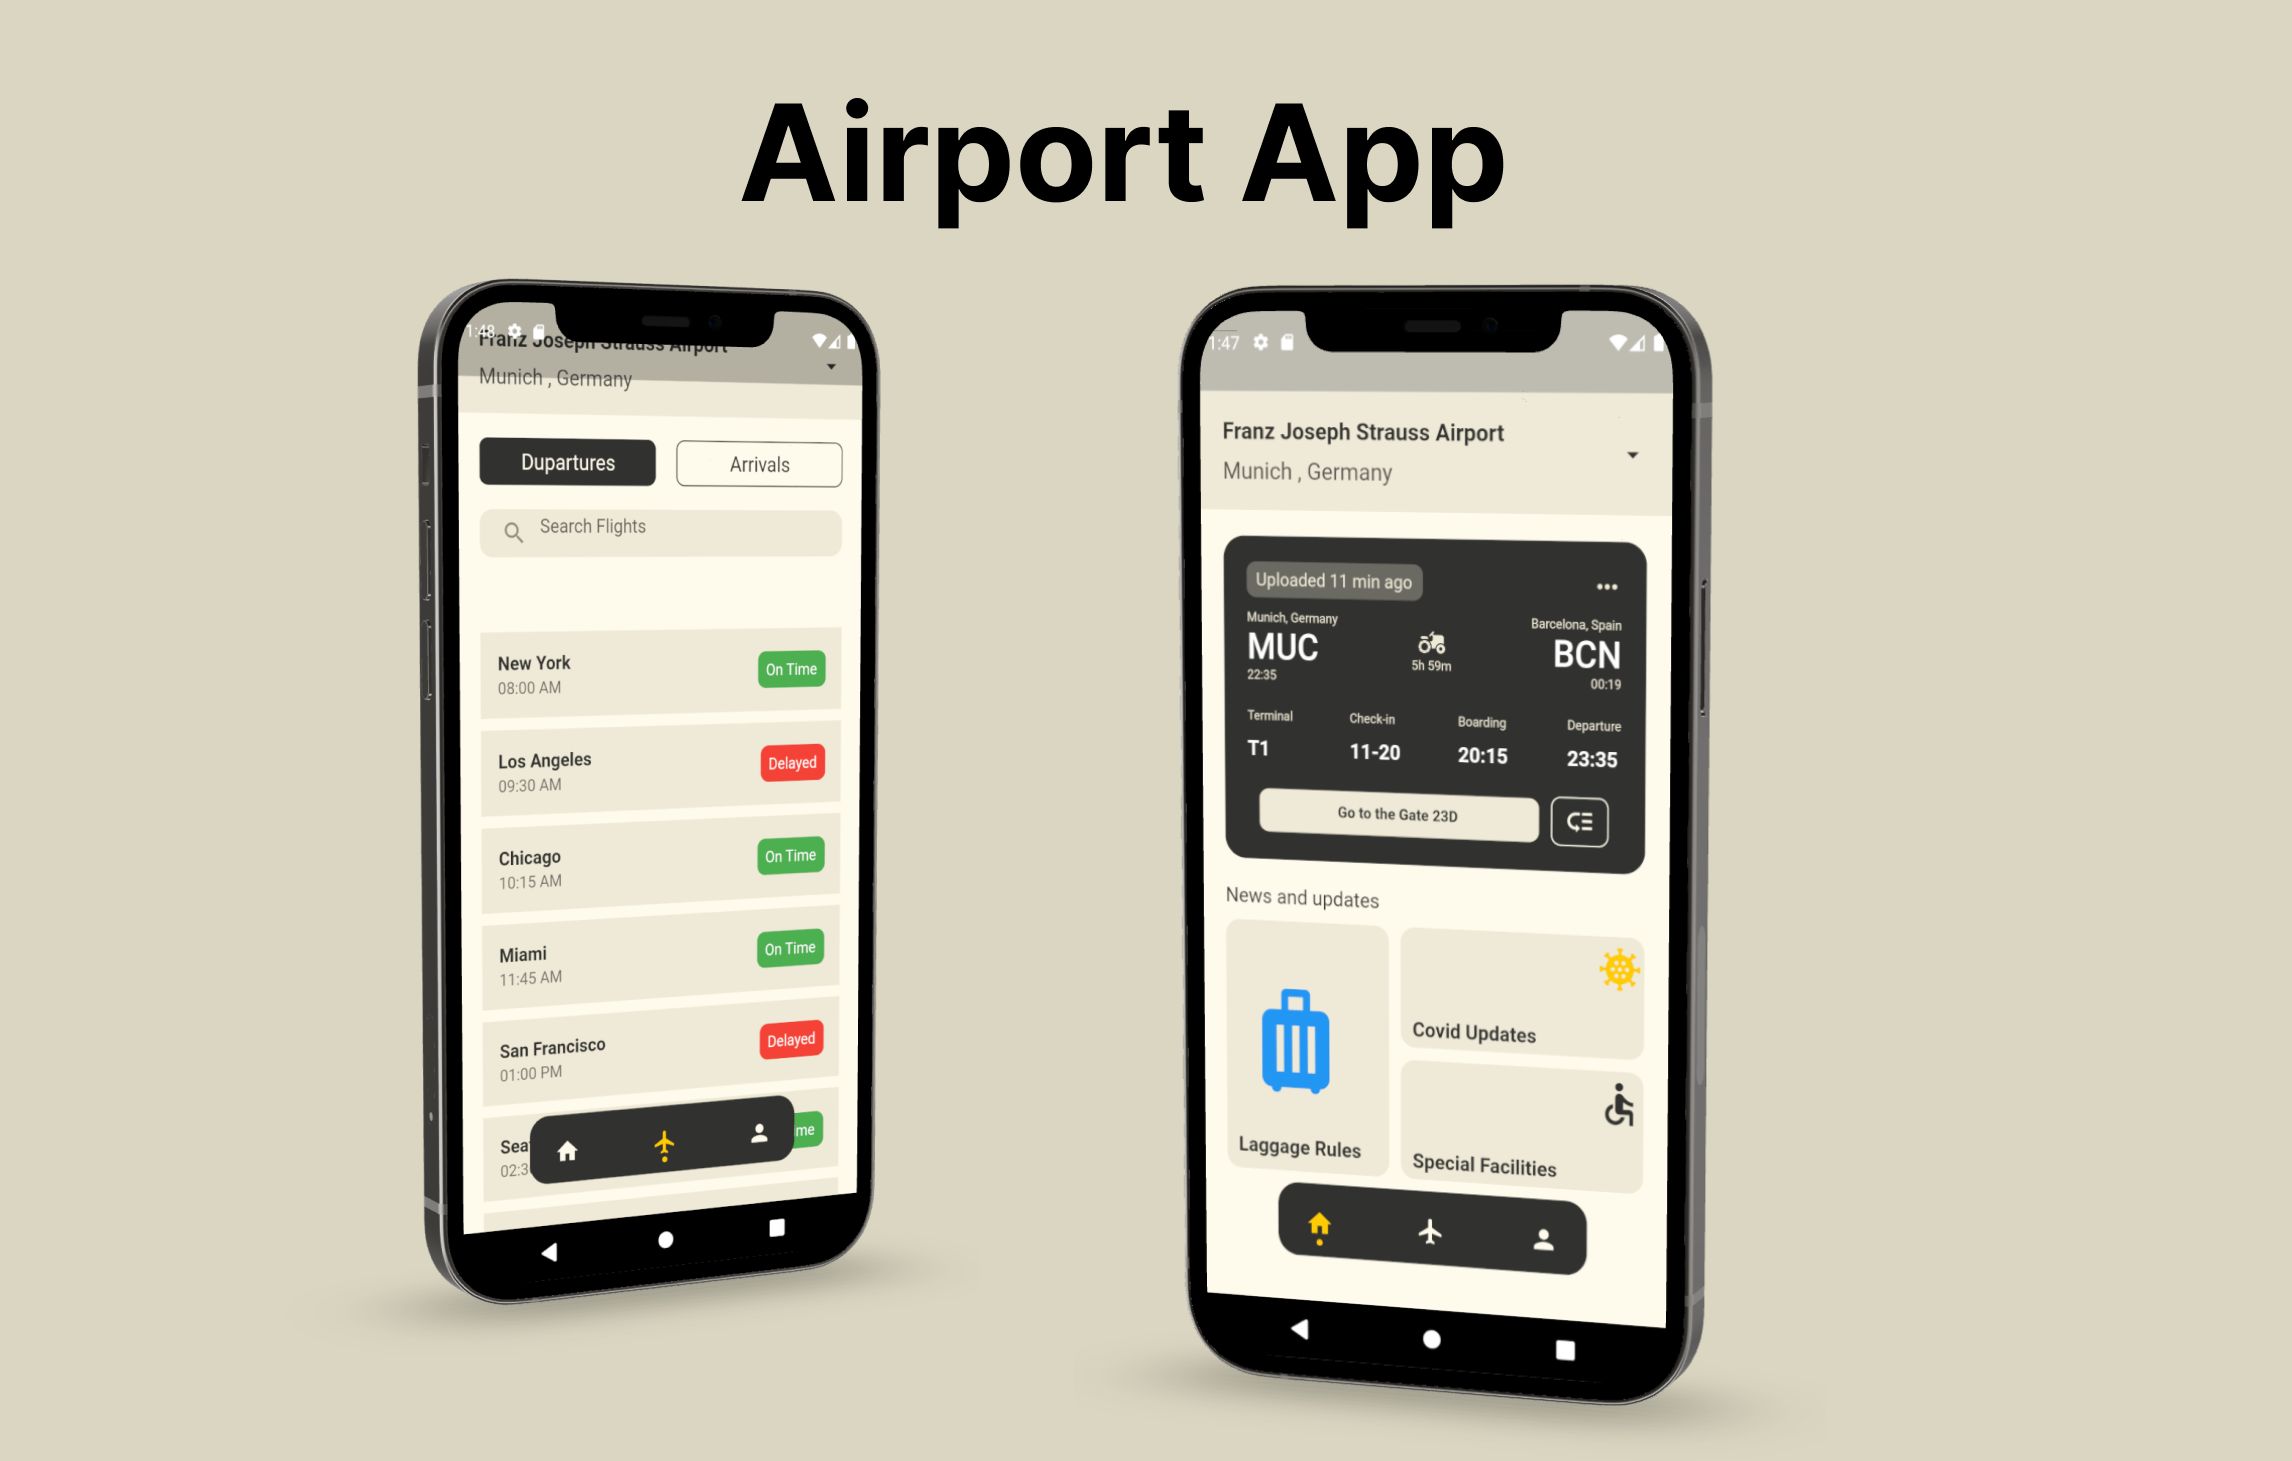 Airport App
1:48
Franz Joseph Strauss Airport
Munich , Germany
Dupartures
Arrivals
Search Flights
New York
08:00 AM
On Time
Los Angeles
09:30 AM
Delayed
Chicago
10:15 AM
On Time
Miami
11:45 AM
On Time
San Francisco
01:00 PM
Delayed
Sea
02:3
me
1:47
Franz Joseph Strauss Airport
Munich , Germany
Uploaded 11 min ago
Munich, Germany
MUC
22:35
5h 59m
Barcelona, Spain
BCN
00:19
Terminal
T1
Check-in
11-20
Boarding
20:15
Departure
23:35
Go to the Gate 23D
News and updates
Laggage Rules
Covid Updates
Special Facilities